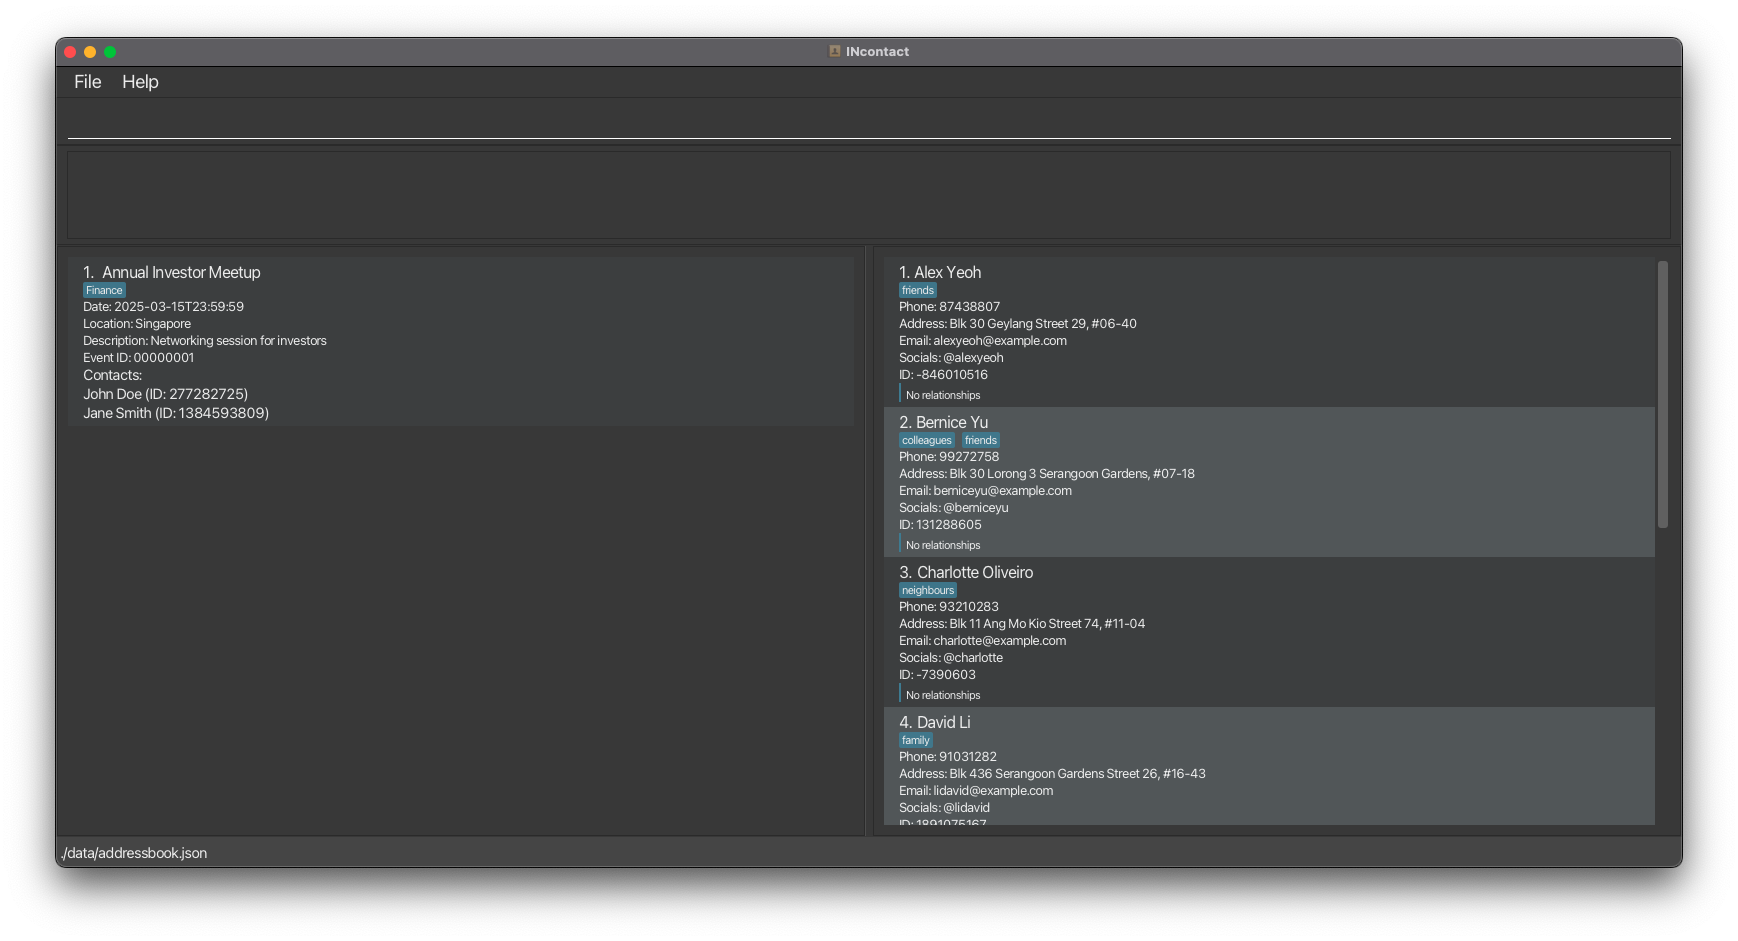 INcontact
File Help
1. Annual Investor Meetup
Finance
Date: 2025-03-15T23:59:59
Location: Singapore
Description: Networking session for investors
Event ID: 00000001
Contacts:
John Doe (ID: 277282725)
Jane Smith (ID: 1384593809)
1. Alex Yeoh
friends
Phone: 87438807
Address: Blk 30 Geylang Street 29, #06-40
Email: alexyeoh@example.com
Socials: @alexyeoh
ID: -846010516
No relationships
2. Bernice Yu
colleagues friends
Phone: 99272758
Address: Blk 30 Lorong 3 Serangoon Gardens, #07-18
Email: berniceyu@example.com
Socials: @berniceyu
ID: 131288605
No relationships
3. Charlotte Oliveiro
neighbours
Phone: 93210283
Address: Blk 11 Ang Mo Kio Street 74, #11-04
Email: charlotte@example.com
Socials: @charlotte
ID: -7390603
No relationships
4. David Li
family
Phone: 91031282
Address: Blk 436 Serangoon Gardens Street 26, #16-43
Email: lidavid@example.com
Socials: @lidavid
ID: 1891075167
./data/addressbook.json